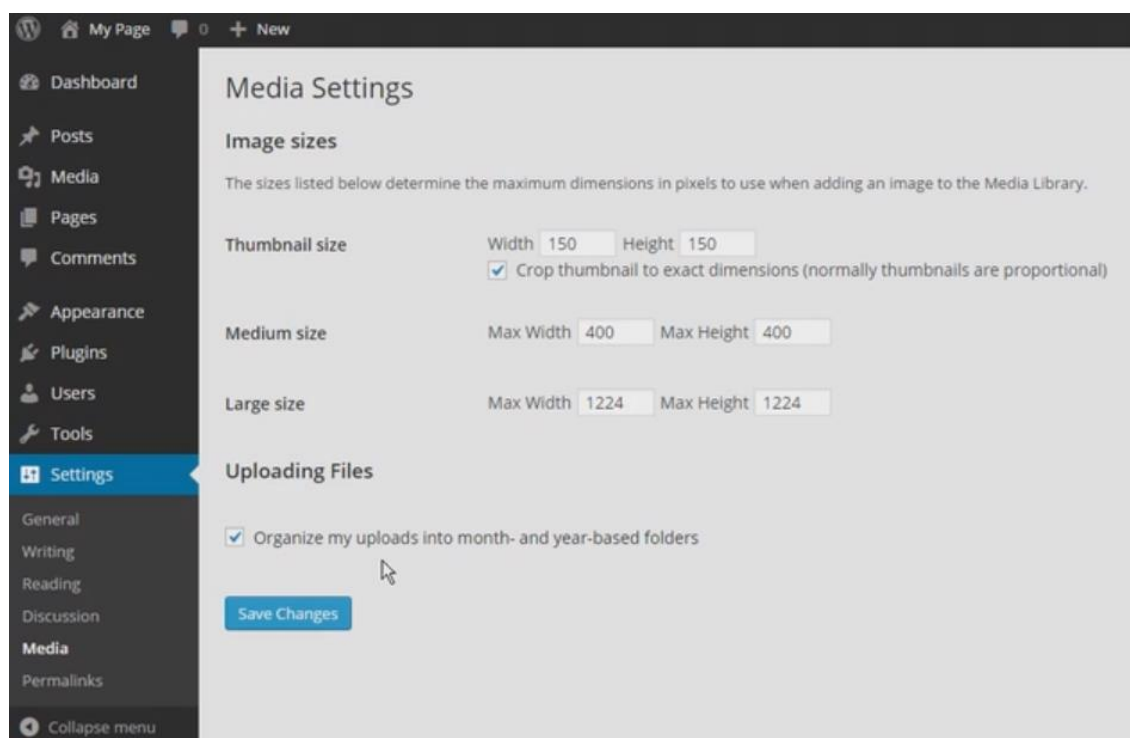 My Page 0 + New
Dashboard
Posts
Media
Pages
Comments
Appearance
Plugins
Users
Tools
Settings
General
Writing
Reading
Discussion
Media
Permalinks
Collapse menu
Media Settings
Image sizes
The sizes listed below determine the maximum dimensions in pixels to use when adding an image to the Media Library.
Thumbnail size Width 150 Height 150
Crop thumbnail to exact dimensions (normally thumbnails are proportional)
Medium size Max Width 400 Max Height 400
Large size Max Width 1224 Max Height 1224
Uploading Files
Organize my uploads into month- and year-based folders
Save Changes